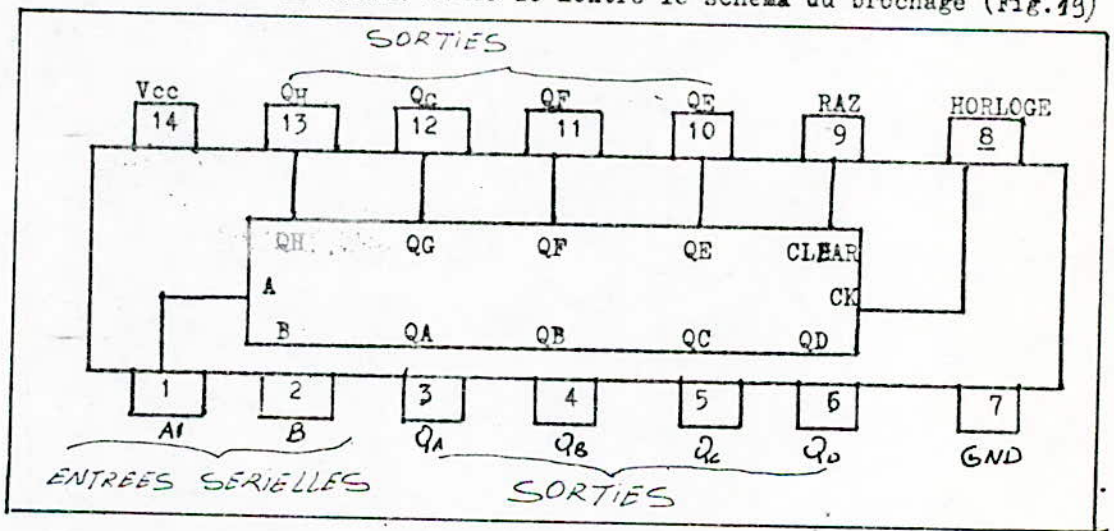 le schéma du brochage (Fig.19)
SORTIES
Vcc QH QG QF QE RAZ HORLOGE
14 13 12 11 10 9 8
QH QG QF QE CLEAR
A
CK
B QA QB QC QD
1 2 3 4 5 6 7
A1 B QA QB QC QD GND
ENTREES SERIELLES SORTIES